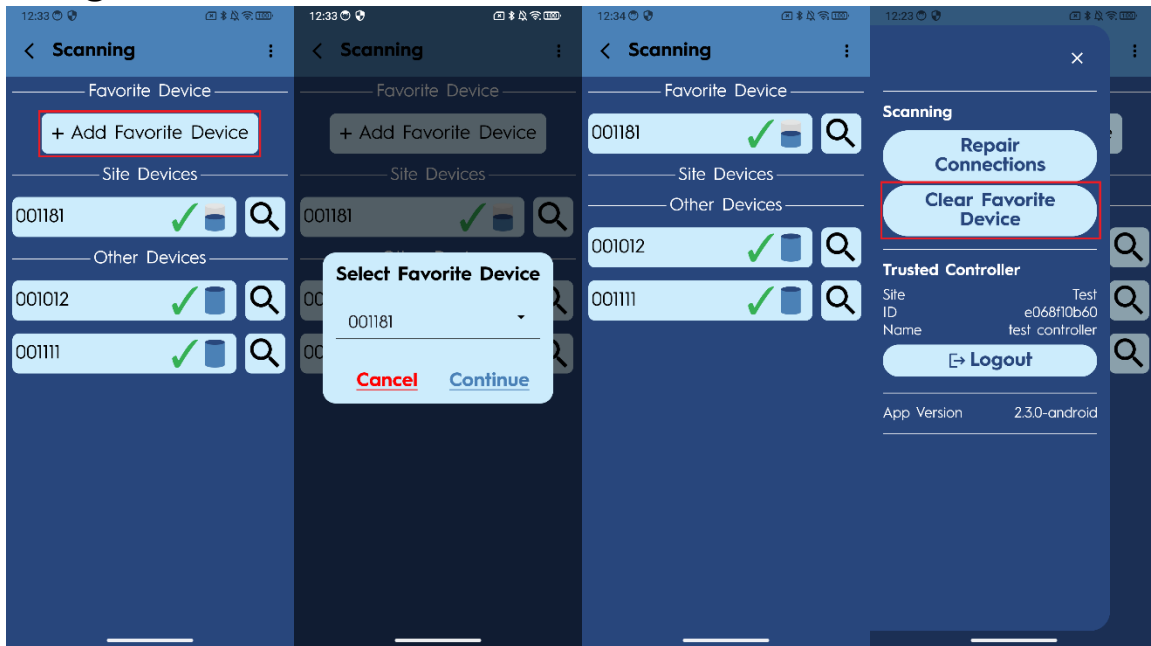 12:33
Scanning
Favorite Device
+ Add Favorite Device
Site Devices
001181
Other Devices
001012
001111
12:33
Scanning
Favorite Device
+ Add Favorite Device
Site Devices
001181
Select Favorite Device
001181
Cancel Continue
12:34
Scanning
Favorite Device
001181
Site Devices
Other Devices
001012
001111
12:23
Scanning
Repair
Connections
Clear Favorite
Device
Trusted Controller
Site Test
ID e068f10b60
Name test controller
Logout
App Version 2.3.0-android